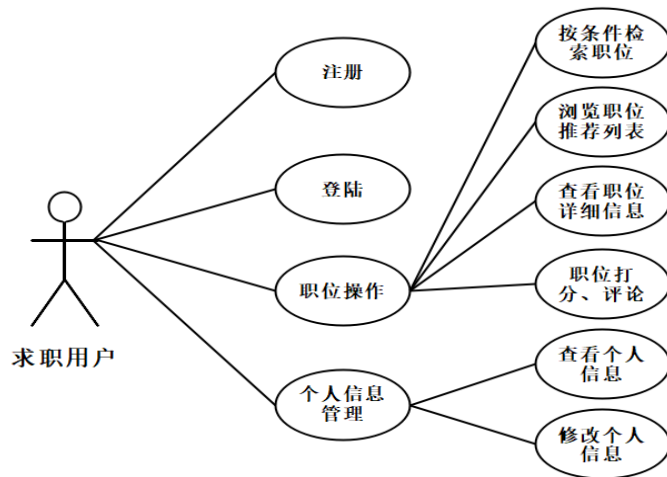 按条件检
索职位
注册
浏览职位
推荐列表
登陆
查看职位
详细信息
职位操作
职位打
分、评论
求职用户
个人信息
管理
查看个人
信息
修改个人
信息